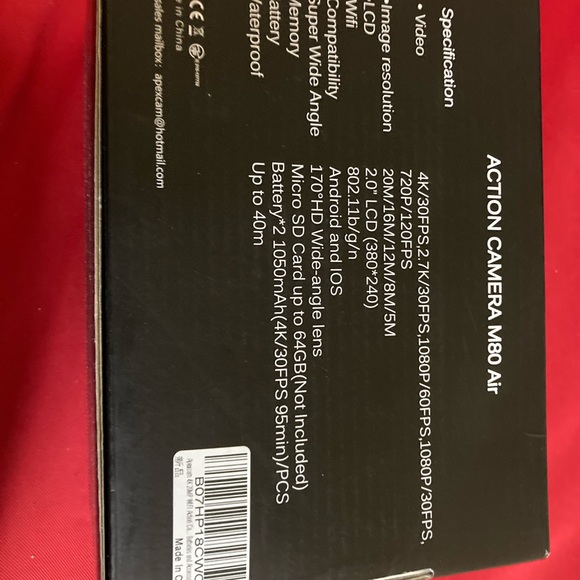 ACTION CAMERA M80 Air
Specification
• Video 4K/30FPS,2.7K/30FPS,1080P/60FPS,1080P/30FPS,
720P/120FPS
•Image resolution 20M/16M/12M/8M/5M
•LCD 2.0" LCD (380*240)
Wifi 802.11b/g/n
Compatibility Android and IOS
Super Wide Angle 170°HD Wide-angle lens
Memory Micro SD Card up to 64GB(Not Included)
Battery Battery*2 1050mAh(4K/30FPS 95min)/PCS
Waterproof Up to 40m
CE
in China
sales mailbox: apexcam@hotmail.com
B07HP18CW
Made In C